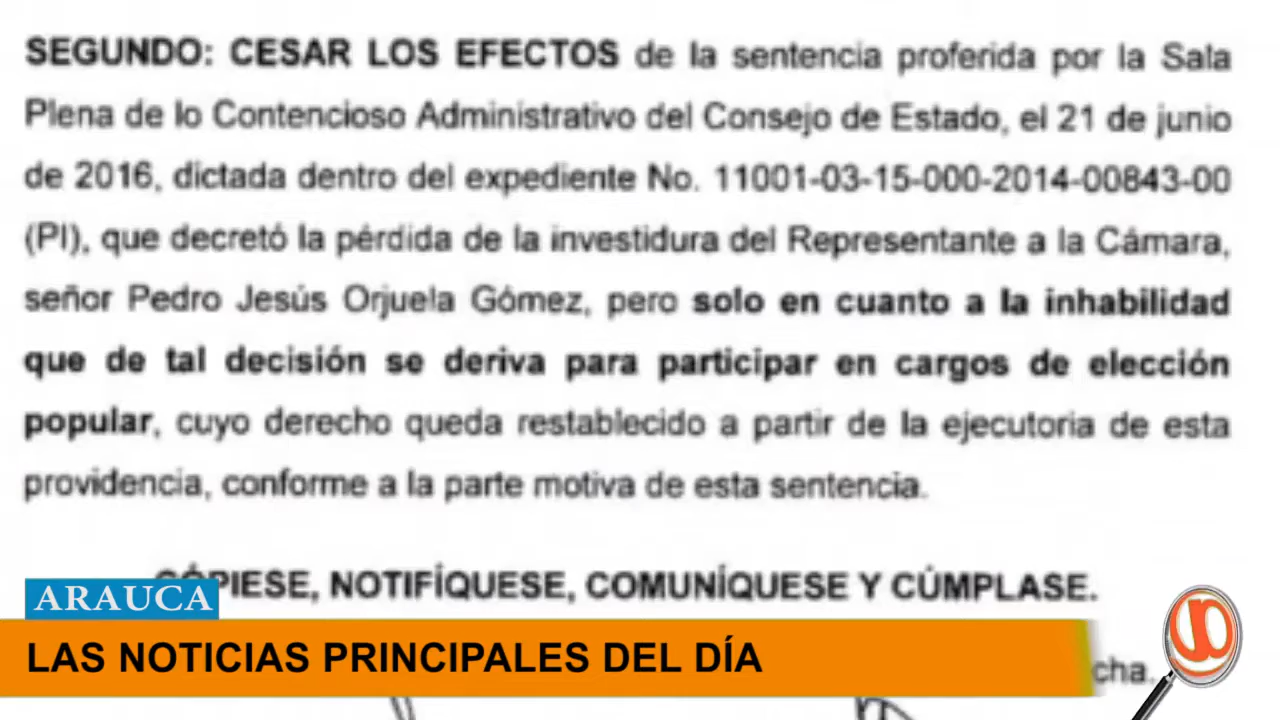 SEGUNDO: CESAR LOS EFECTOS de la sentencia proferida por la Sala
Plena de lo Contencioso Administrativo del Consejo de Estado, el 21 de junio
de 2016, dictada dentro del expediente No. 11001-03-15-000-2014-00843-00
(PI), que decretó la pérdida de la investidura del Representante a la Cámara,
señor Pedro Jesús Orjuela Gómez, pero solo en cuanto a la inhabilidad
que de tal decisión se deriva para participar en cargos de elección
popular, cuyo derecho queda restablecido a partir de la ejecutoria de esta
providencia, conforme a la parte motiva de esta sentencia.
CÓPIESE, NOTIFÍQUESE, COMUNÍQUESE Y CÚMPLASE.
ARAUCA
LAS NOTICIAS PRINCIPALES DEL DÍA
cha.